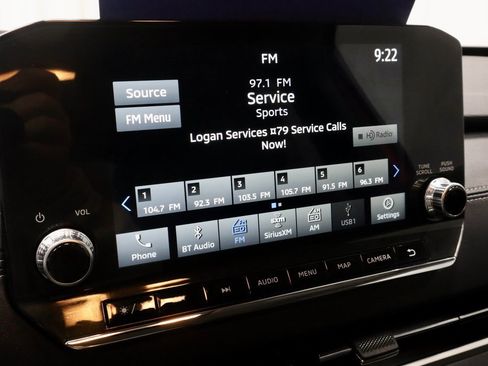 FM
9:22
97.1 FM
Source
Service
Sports
FM Menu
Logan Services ¤79 Service Calls
Now!
HD Radio
TUNE SCROLL
PUSH SOUND
1 2 3 4 5 6
104.7 FM 92.3 FM 103.5 FM 105.7 FM 91.5 FM 96.3 FM
VOL
Phone
BT Audio
FM
sxm
SiriusXM
AM
USB1
Settings
AUDIO
MENU
MAP
CAMERA